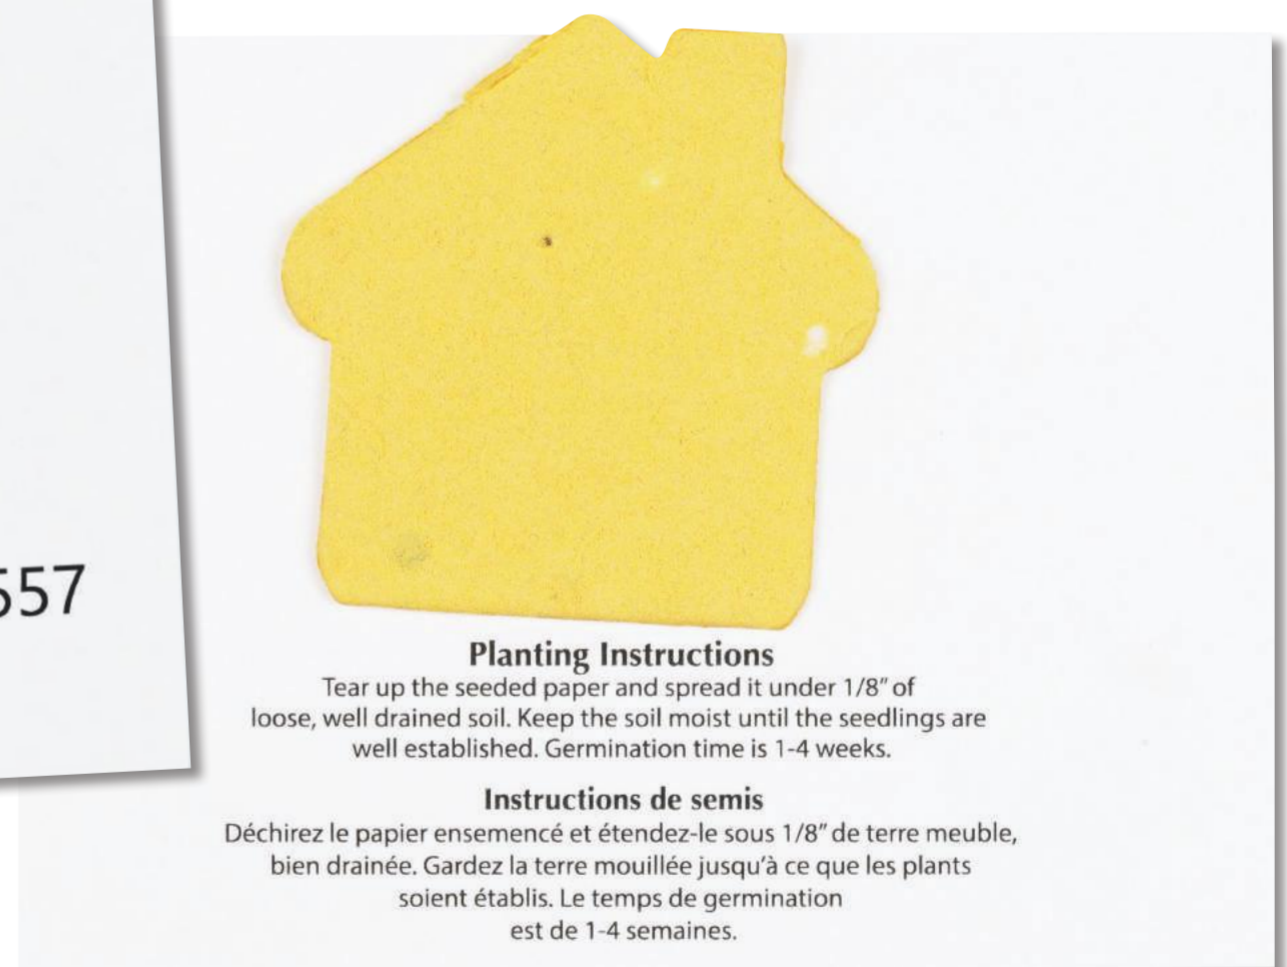 557
Planting Instructions
Tear up the seeded paper and spread it under 1/8" of
loose, well drained soil. Keep the soil moist until the seedlings are
well established. Germination time is 1-4 weeks.
Instructions de semis
Déchirez le papier ensemencé et étendez-le sous 1/8" de terre meuble,
bien drainée. Gardez la terre mouillée jusqu'à ce que les plants
soient établis. Le temps de germination
est de 1-4 semaines.